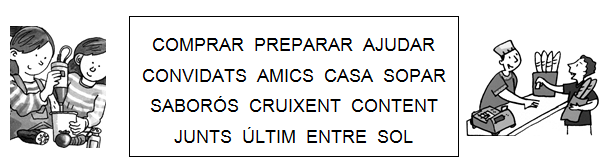 COMPRAR PREPARAR AJUDAR
CONVIDATS AMICS CASA SOPAR
SABORÓS CRUIXENT CONTENT
JUNTS ÚLTIM ENTRE SOL